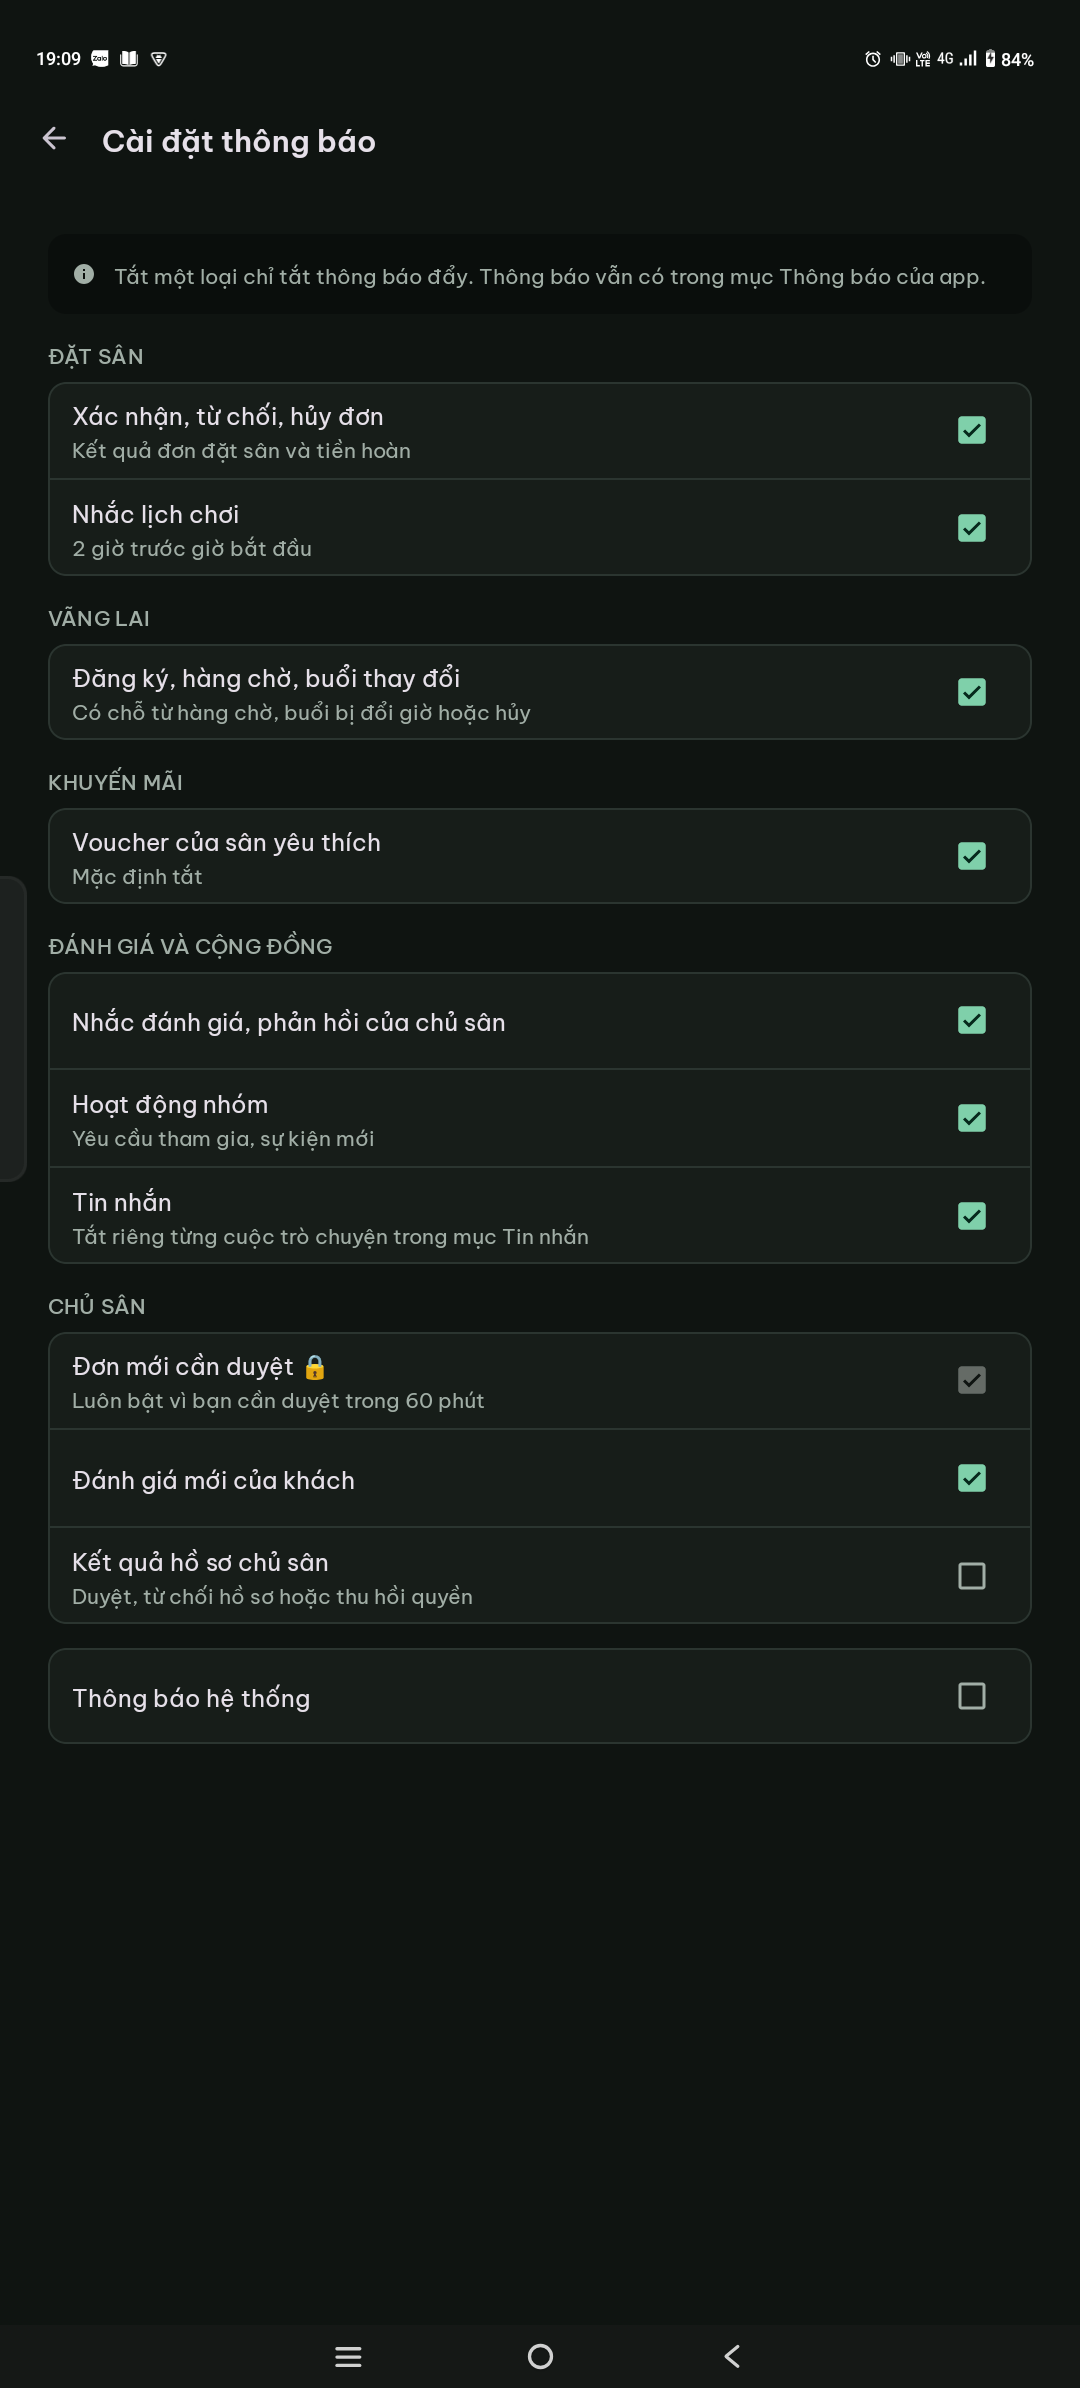 19:09 Zalo VoLTE 4G 84%
Cài đặt thông báo
Tắt một loại chỉ tắt thông báo đẩy. Thông báo vẫn có trong mục Thông báo của app.
ĐẶT SÂN
Xác nhận, từ chối, hủy đơn
Kết quả đơn đặt sân và tiền hoàn
Nhắc lịch chơi
2 giờ trước giờ bắt đầu
VÃNG LAI
Đăng ký, hàng chờ, buổi thay đổi
Có chỗ từ hàng chờ, buổi bị đổi giờ hoặc hủy
KHUYẾN MÃI
Voucher của sân yêu thích
Mặc định tắt
ĐÁNH GIÁ VÀ CỘNG ĐỒNG
Nhắc đánh giá, phản hồi của chủ sân
Hoạt động nhóm
Yêu cầu tham gia, sự kiện mới
Tin nhắn
Tắt riêng từng cuộc trò chuyện trong mục Tin nhắn
CHỦ SÂN
Đơn mới cần duyệt 🔒
Luôn bật vì bạn cần duyệt trong 60 phút
Đánh giá mới của khách
Kết quả hồ sơ chủ sân
Duyệt, từ chối hồ sơ hoặc thu hồi quyền
Thông báo hệ thống